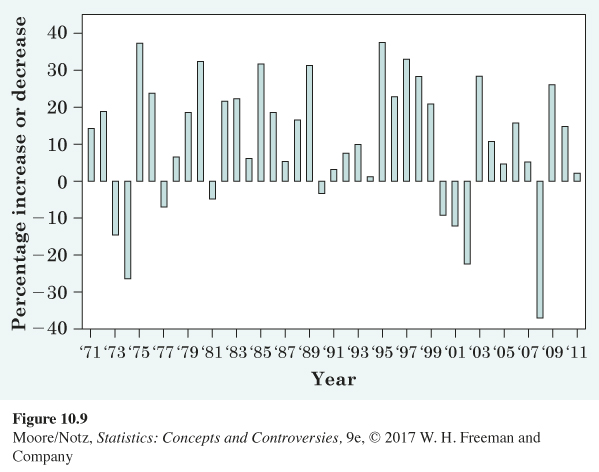 Percentage increase or decrease
40
30
20
10
0
−10
−20
−30
−40
‘71 ‘73 ‘75 ‘77 ‘79 ‘81 ‘83 ‘85 ‘87 ‘89 ‘91 ‘93 ‘95 ‘97 ‘99 ‘01 ‘03 ‘05 ‘07 ‘09 ‘11
Year
Figure 10.9
Moore/Notz, Statistics: Concepts and Controversies, 9e, © 2017 W. H. Freeman and
Company